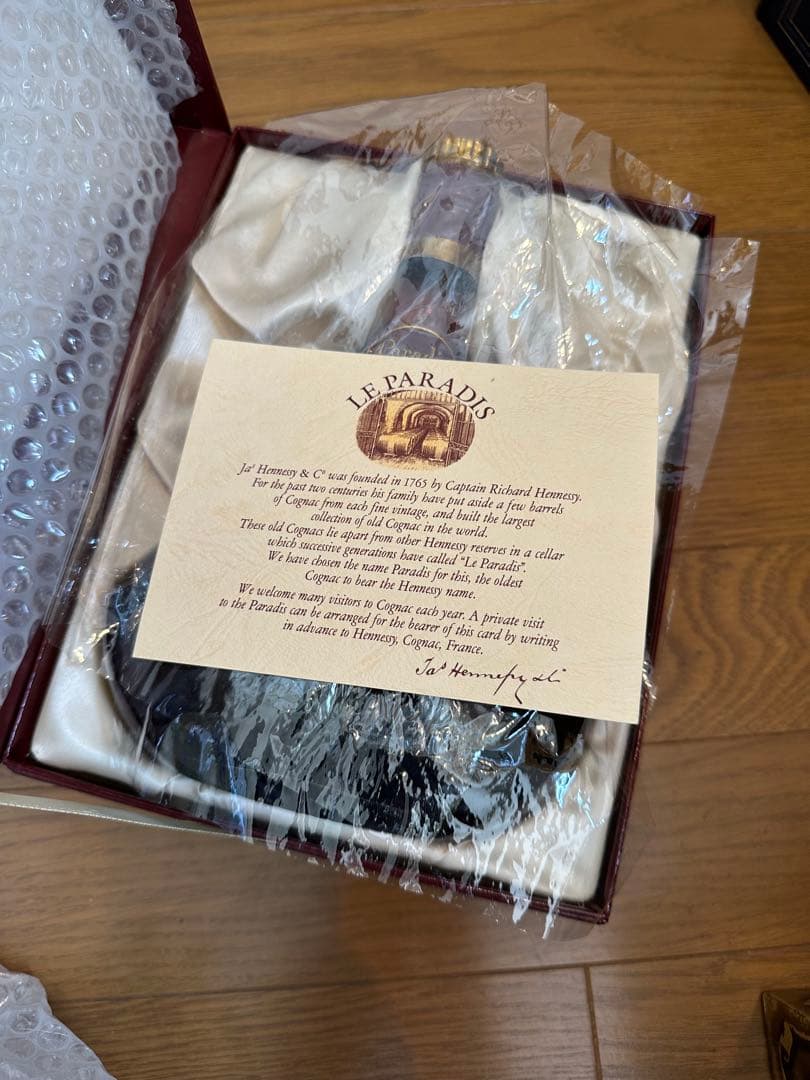 LE PARADIS
Jaˢ Hennessy & Cº was founded in 1765 by Captain Richard Hennessy.
For the past two centuries his family have put aside a few barrels
of Cognac from each fine vintage, and built the largest
collection of old Cognac in the world.
These old Cognacs lie apart from other Hennessy reserves in a cellar
which successive generations have called "Le Paradis".
We have chosen the name Paradis for this, the oldest
Cognac to bear the Hennessy name.
We welcome many visitors to Cognac each year. A private visit
to the Paradis can be arranged for the bearer of this card by writing
in advance to Hennessy, Cognac, France.
Jaˢ Hennessy & Cº